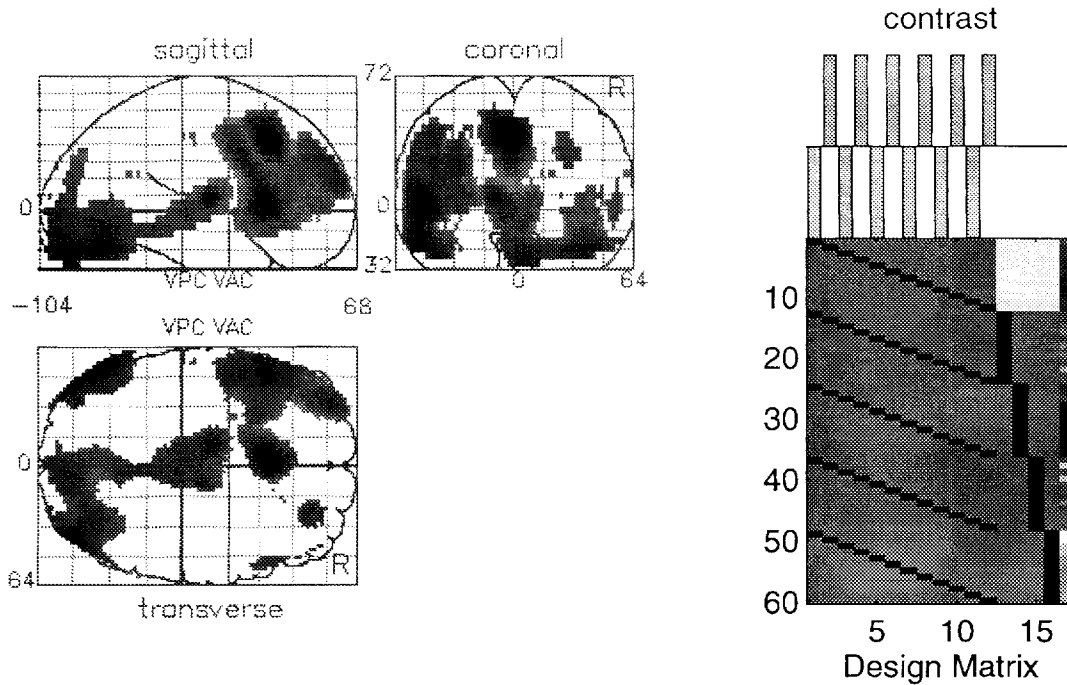 sagittal
coronal
72
R
0
0
VPC VAC
32
0
64
-104
68
VPC VAC
0
R
64
transverse
contrast
10
20
30
40
50
60
5
10
15
Design Matrix